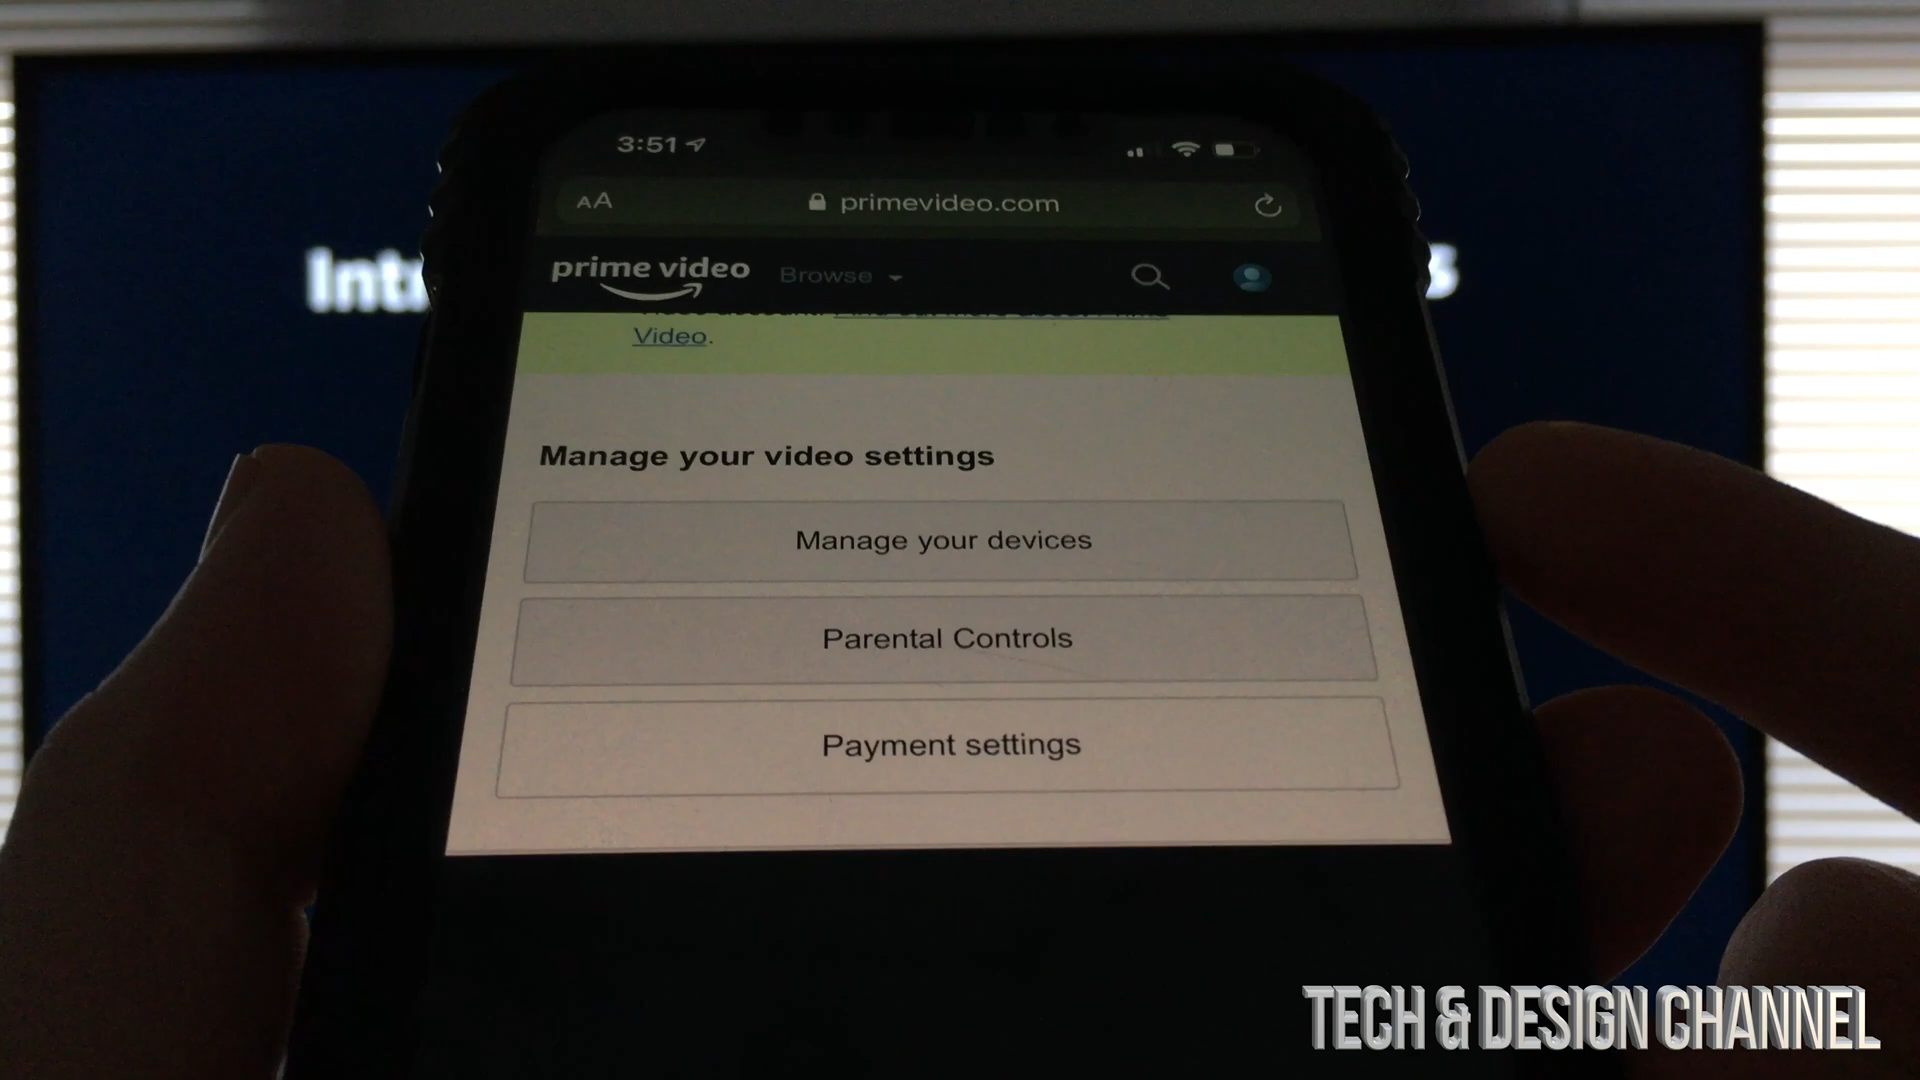 3:51
AA primevideo.com
prime video Browse
Video.
Manage your video settings
Manage your devices
Parental Controls
Payment settings
TECH & DESIGN CHANNEL